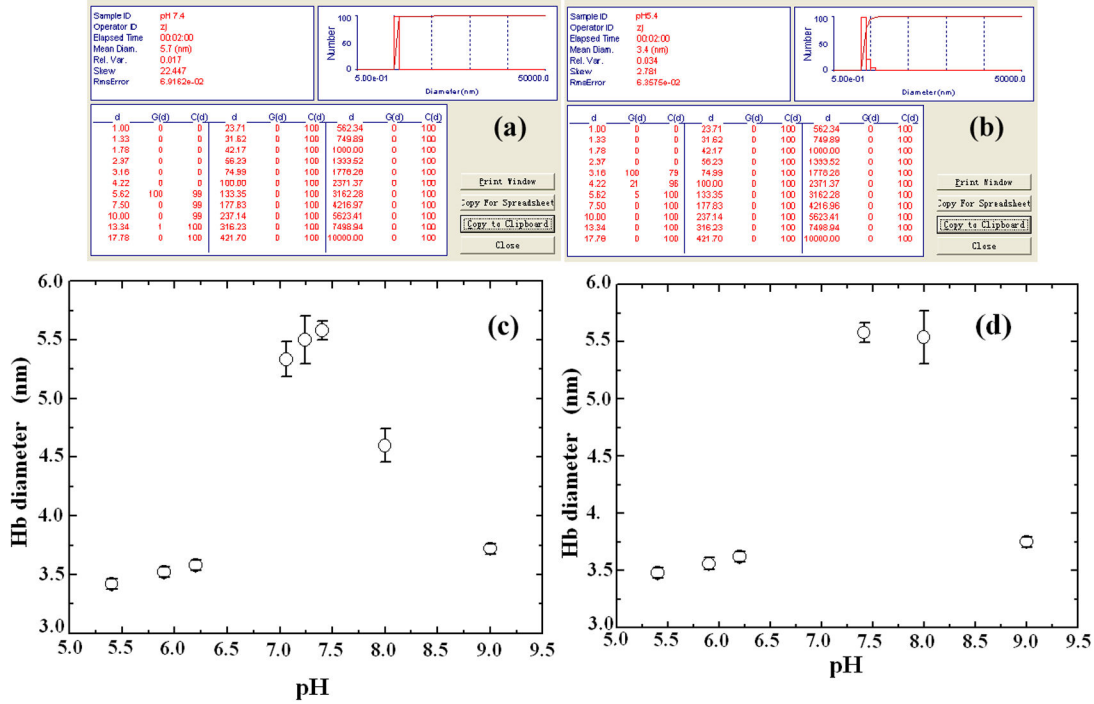 Sample ID pH 7.4
Operator ID zj
Elapsed Time 00:02:00
Mean Diam. 5.7 (nm)
Rel. Var. 0.017
Skew 22.447
RmsError 6.9162e-02
Number
100
50
0
5.00e-01 50000.0
Diameter(nm)
d G(d) C(d) d G(d) C(d) d G(d) C(d)
1.00 0 0 23.71 0 100 562.34 0 100
1.33 0 0 31.62 0 100 749.89 0 100
1.78 0 0 42.17 0 100 1000.00 0 100
2.37 0 0 56.23 0 100 1333.52 0 100
3.16 0 0 74.99 0 100 1778.28 0 100
4.22 0 0 100.00 0 100 2371.37 0 100
5.62 100 99 133.35 0 100 3162.28 0 100
7.50 0 99 177.83 0 100 4216.97 0 100
10.00 0 99 237.14 0 100 5623.41 0 100
13.34 1 100 316.23 0 100 7498.94 0 100
17.78 0 100 421.70 0 100 10000.00 0 100
(a)
Print Window
Copy For Spreadsheet
Copy to Clipboard
Close
Sample ID pH5.4
Operator ID zj
Elapsed Time 00:02:00
Mean Diam. 3.4 (nm)
Rel. Var. 0.034
Skew 2.781
RmsError 6.3575e-02
Number
100
50
0
5.00e-01 50000.0
Diameter(nm)
d G(d) C(d) d G(d) C(d) d G(d) C(d)
1.00 0 0 23.71 0 100 562.34 0 100
1.33 0 0 31.62 0 100 749.89 0 100
1.78 0 0 42.17 0 100 1000.00 0 100
2.37 0 0 56.23 0 100 1333.52 0 100
3.16 100 79 74.99 0 100 1778.28 0 100
4.22 21 96 100.00 0 100 2371.37 0 100
5.62 5 100 133.35 0 100 3162.28 0 100
7.50 0 100 177.83 0 100 4216.96 0 100
10.00 0 100 237.14 0 100 5623.41 0 100
13.34 0 100 316.23 0 100 7498.94 0 100
17.78 0 100 421.70 0 100 10000.00 0 100
(b)
Print Window
Copy For Spreadsheet
Copy to Clipboard
Close
(c)
Hb diameter (nm)
6.0
5.5
5.0
4.5
4.0
3.5
3.0
5.0 5.5 6.0 6.5 7.0 7.5 8.0 8.5 9.0 9.5
pH
(d)
Hb diameter (nm)
6.0
5.5
5.0
4.5
4.0
3.5
3.0
5.0 5.5 6.0 6.5 7.0 7.5 8.0 8.5 9.0 9.5
pH